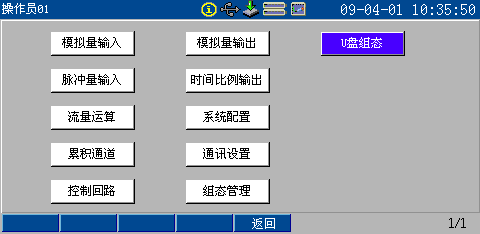 操作员01 09-04-01 10:35:50
模拟量输入 模拟量输出 U盘组态
脉冲量输入 时间比例输出
流量运算 系统配置
累积通道 通讯设置
控制回路 组态管理
返回 1/1